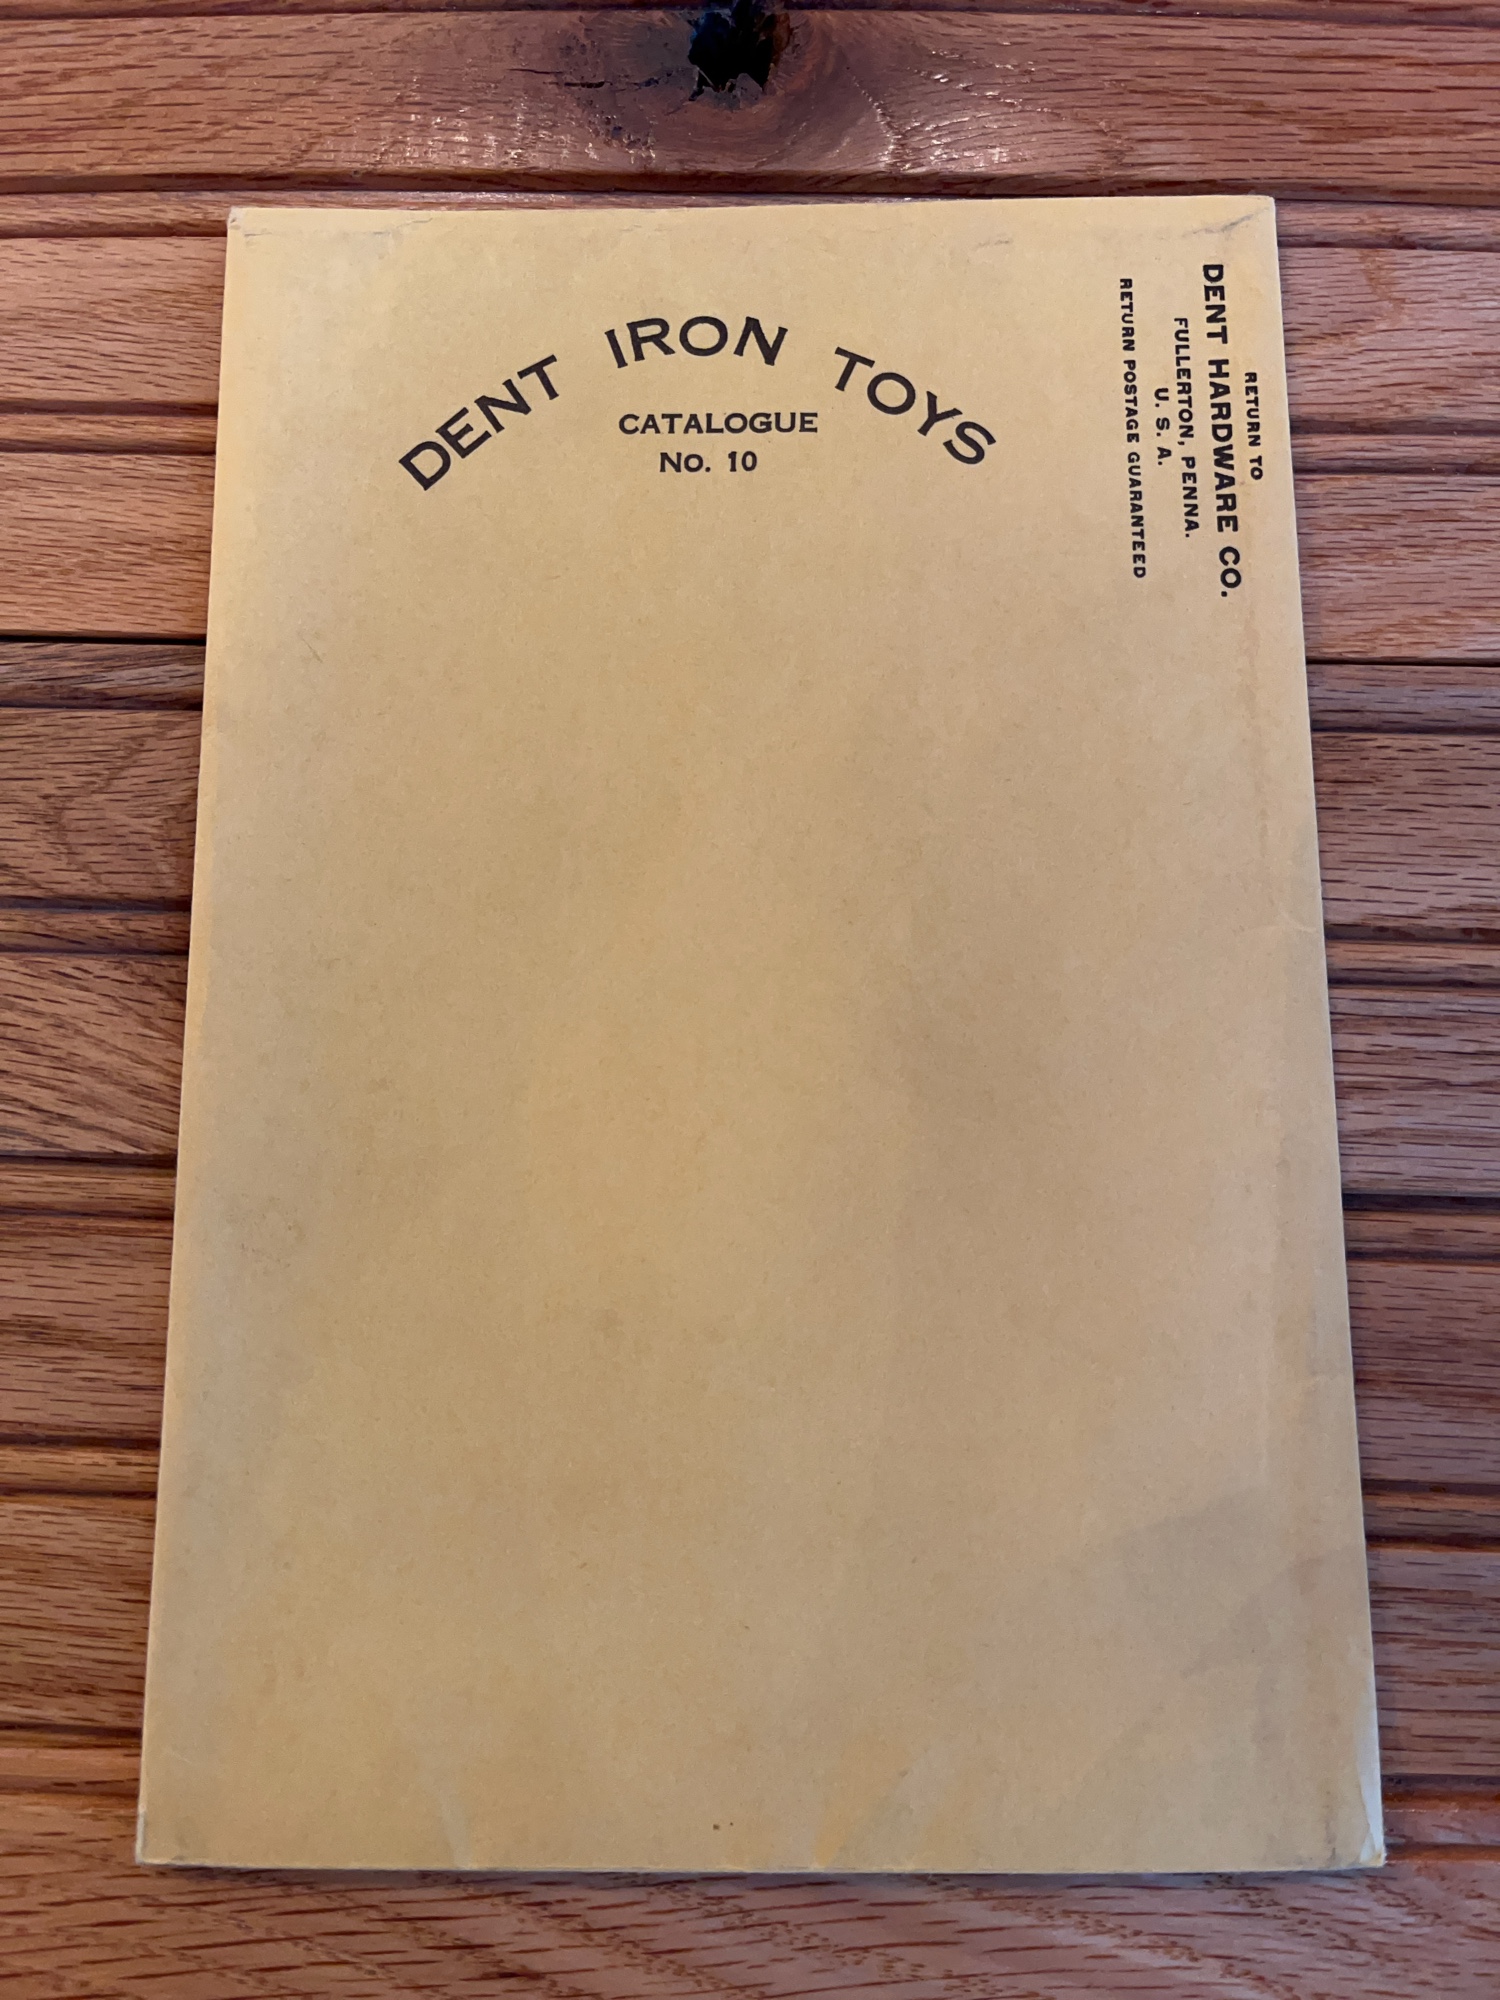 DENT IRON TOYS
CATALOGUE
No. 10
RETURN TO
DENT HARDWARE CO.
FULLERTON, PENNA.
U. S. A.
RETURN POSTAGE GUARANTEED